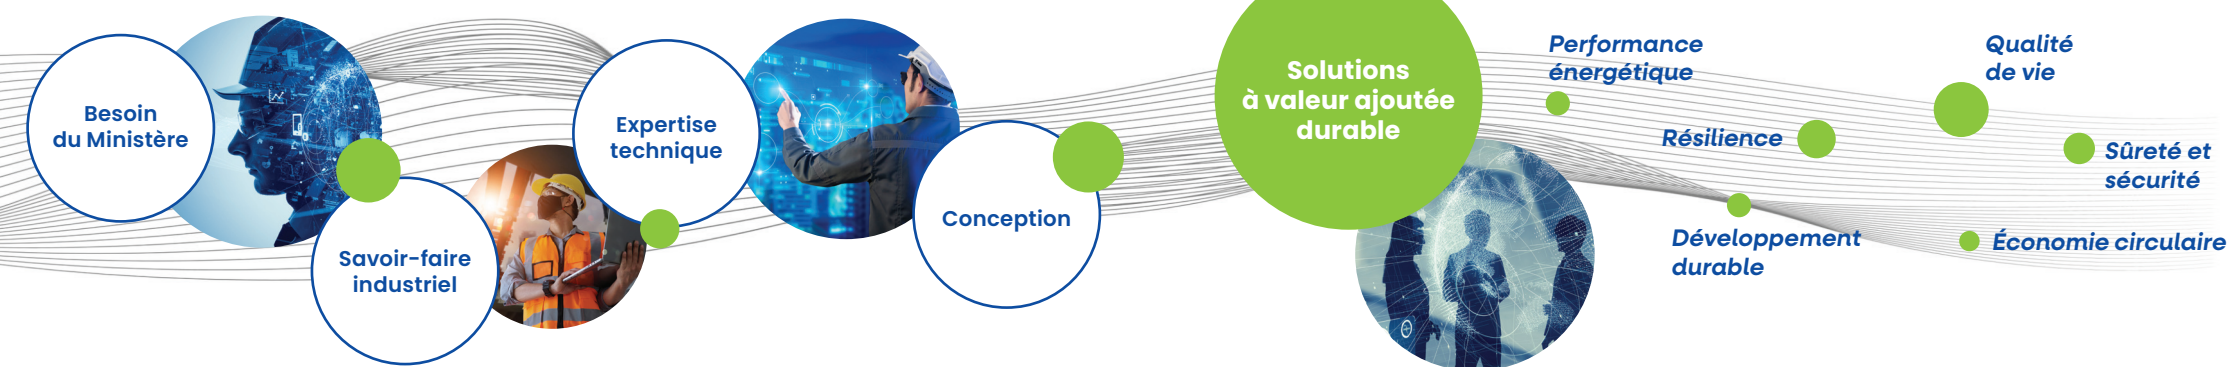 Besoin
du Ministère
Savoir-faire
industriel
Expertise
technique
Conception
Solutions
à valeur ajoutée
durable
Performance
énergétique
Résilience
Développement
durable
Qualité
de vie
Sûreté et
sécurité
Économie circulaire